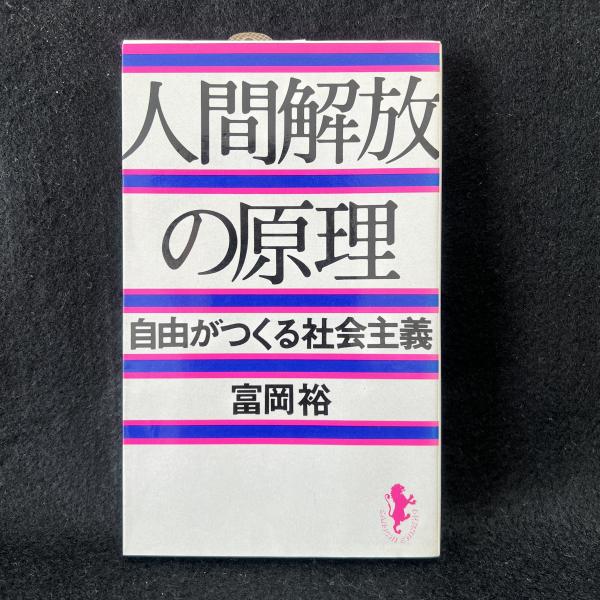 人間解放
の原理
自由がつくる社会主義
富岡裕